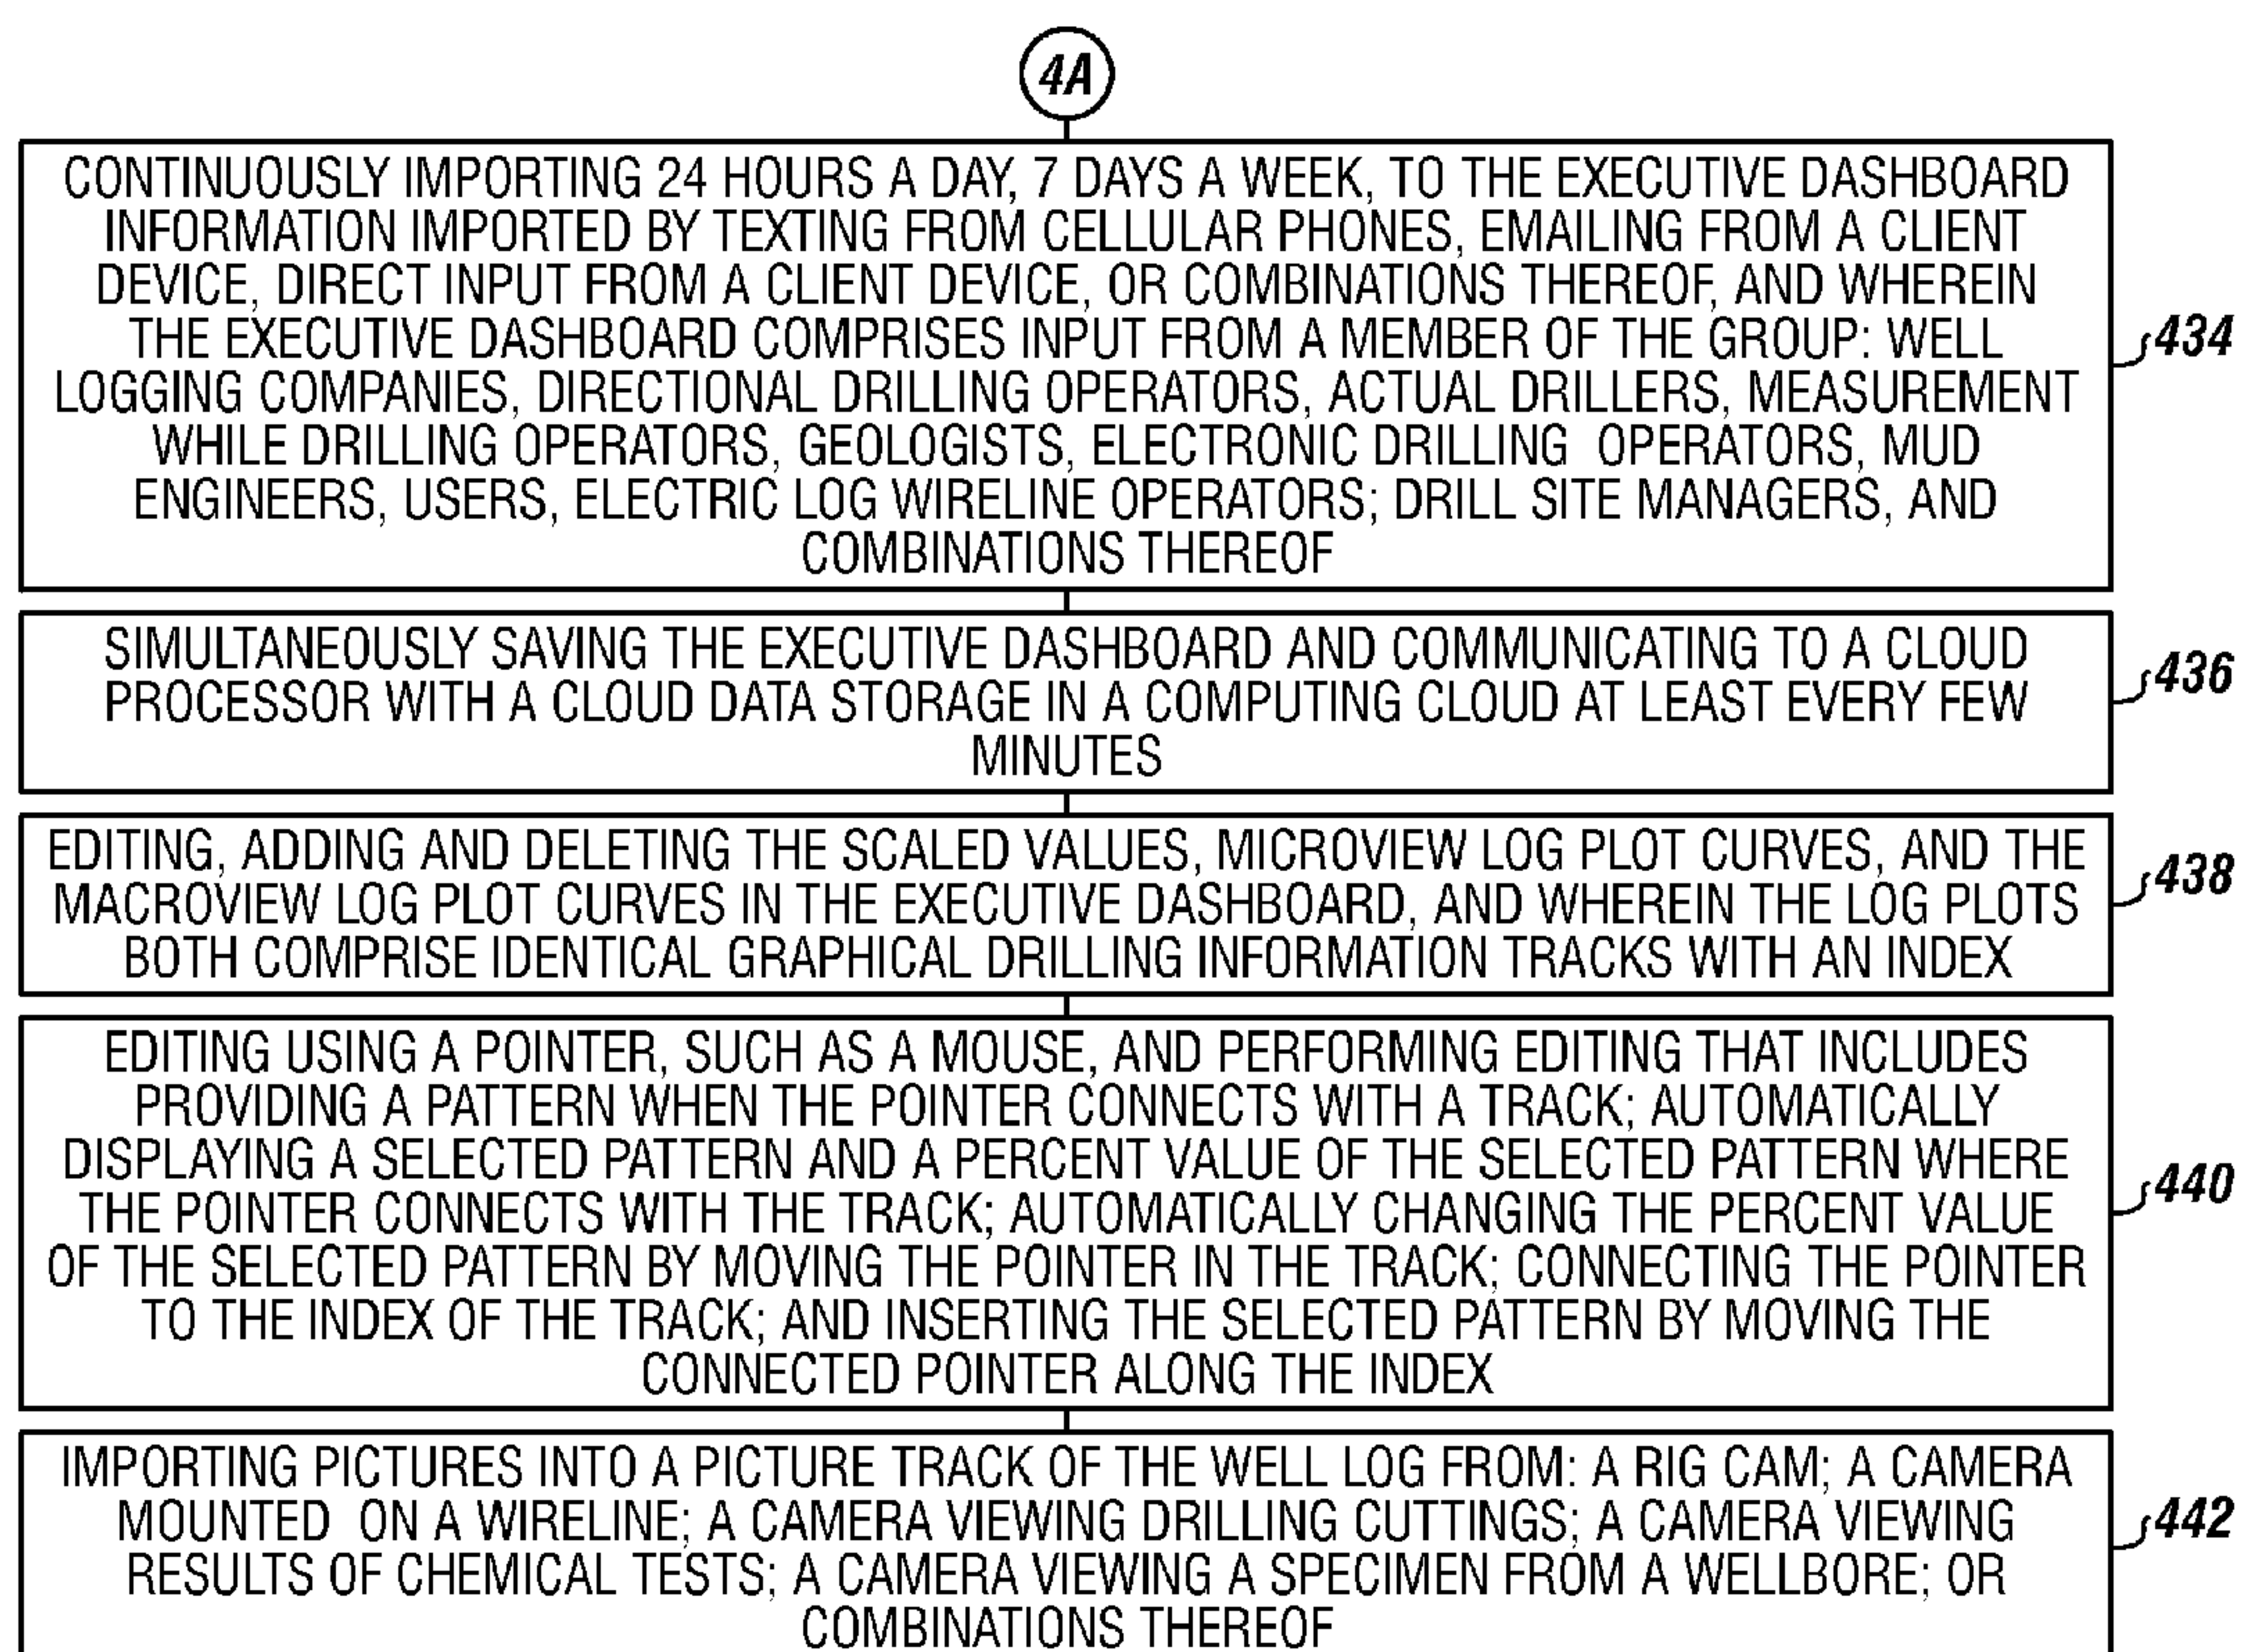 4A
CONTINUOUSLY IMPORTING 24 HOURS A DAY, 7 DAYS A WEEK, TO THE EXECUTIVE DASHBOARD
INFORMATION IMPORTED BY TEXTING FROM CELLULAR PHONES, EMAILING FROM A CLIENT
DEVICE, DIRECT INPUT FROM A CLIENT DEVICE, OR COMBINATIONS THEREOF, AND WHEREIN
THE EXECUTIVE DASHBOARD COMPRISES INPUT FROM A MEMBER OF THE GROUP: WELL
LOGGING COMPANIES, DIRECTIONAL DRILLING OPERATORS, ACTUAL DRILLERS, MEASUREMENT
WHILE DRILLING OPERATORS, GEOLOGISTS, ELECTRONIC DRILLING OPERATORS, MUD
ENGINEERS, USERS, ELECTRIC LOG WIRELINE OPERATORS; DRILL SITE MANAGERS, AND
COMBINATIONS THEREOF
434
SIMULTANEOUSLY SAVING THE EXECUTIVE DASHBOARD AND COMMUNICATING TO A CLOUD
PROCESSOR WITH A CLOUD DATA STORAGE IN A COMPUTING CLOUD AT LEAST EVERY FEW
MINUTES
436
EDITING, ADDING AND DELETING THE SCALED VALUES, MICROVIEW LOG PLOT CURVES, AND THE
MACROVIEW LOG PLOT CURVES IN THE EXECUTIVE DASHBOARD, AND WHEREIN THE LOG PLOTS
BOTH COMPRISE IDENTICAL GRAPHICAL DRILLING INFORMATION TRACKS WITH AN INDEX
438
EDITING USING A POINTER, SUCH AS A MOUSE, AND PERFORMING EDITING THAT INCLUDES
PROVIDING A PATTERN WHEN THE POINTER CONNECTS WITH A TRACK; AUTOMATICALLY
DISPLAYING A SELECTED PATTERN AND A PERCENT VALUE OF THE SELECTED PATTERN WHERE
THE POINTER CONNECTS WITH THE TRACK; AUTOMATICALLY CHANGING THE PERCENT VALUE
OF THE SELECTED PATTERN BY MOVING THE POINTER IN THE TRACK; CONNECTING THE POINTER
TO THE INDEX OF THE TRACK; AND INSERTING THE SELECTED PATTERN BY MOVING THE
CONNECTED POINTER ALONG THE INDEX
440
IMPORTING PICTURES INTO A PICTURE TRACK OF THE WELL LOG FROM: A RIG CAM; A CAMERA
MOUNTED ON A WIRELINE; A CAMERA VIEWING DRILLING CUTTINGS; A CAMERA VIEWING
RESULTS OF CHEMICAL TESTS; A CAMERA VIEWING A SPECIMEN FROM A WELLBORE; OR
COMBINATIONS THEREOF
442